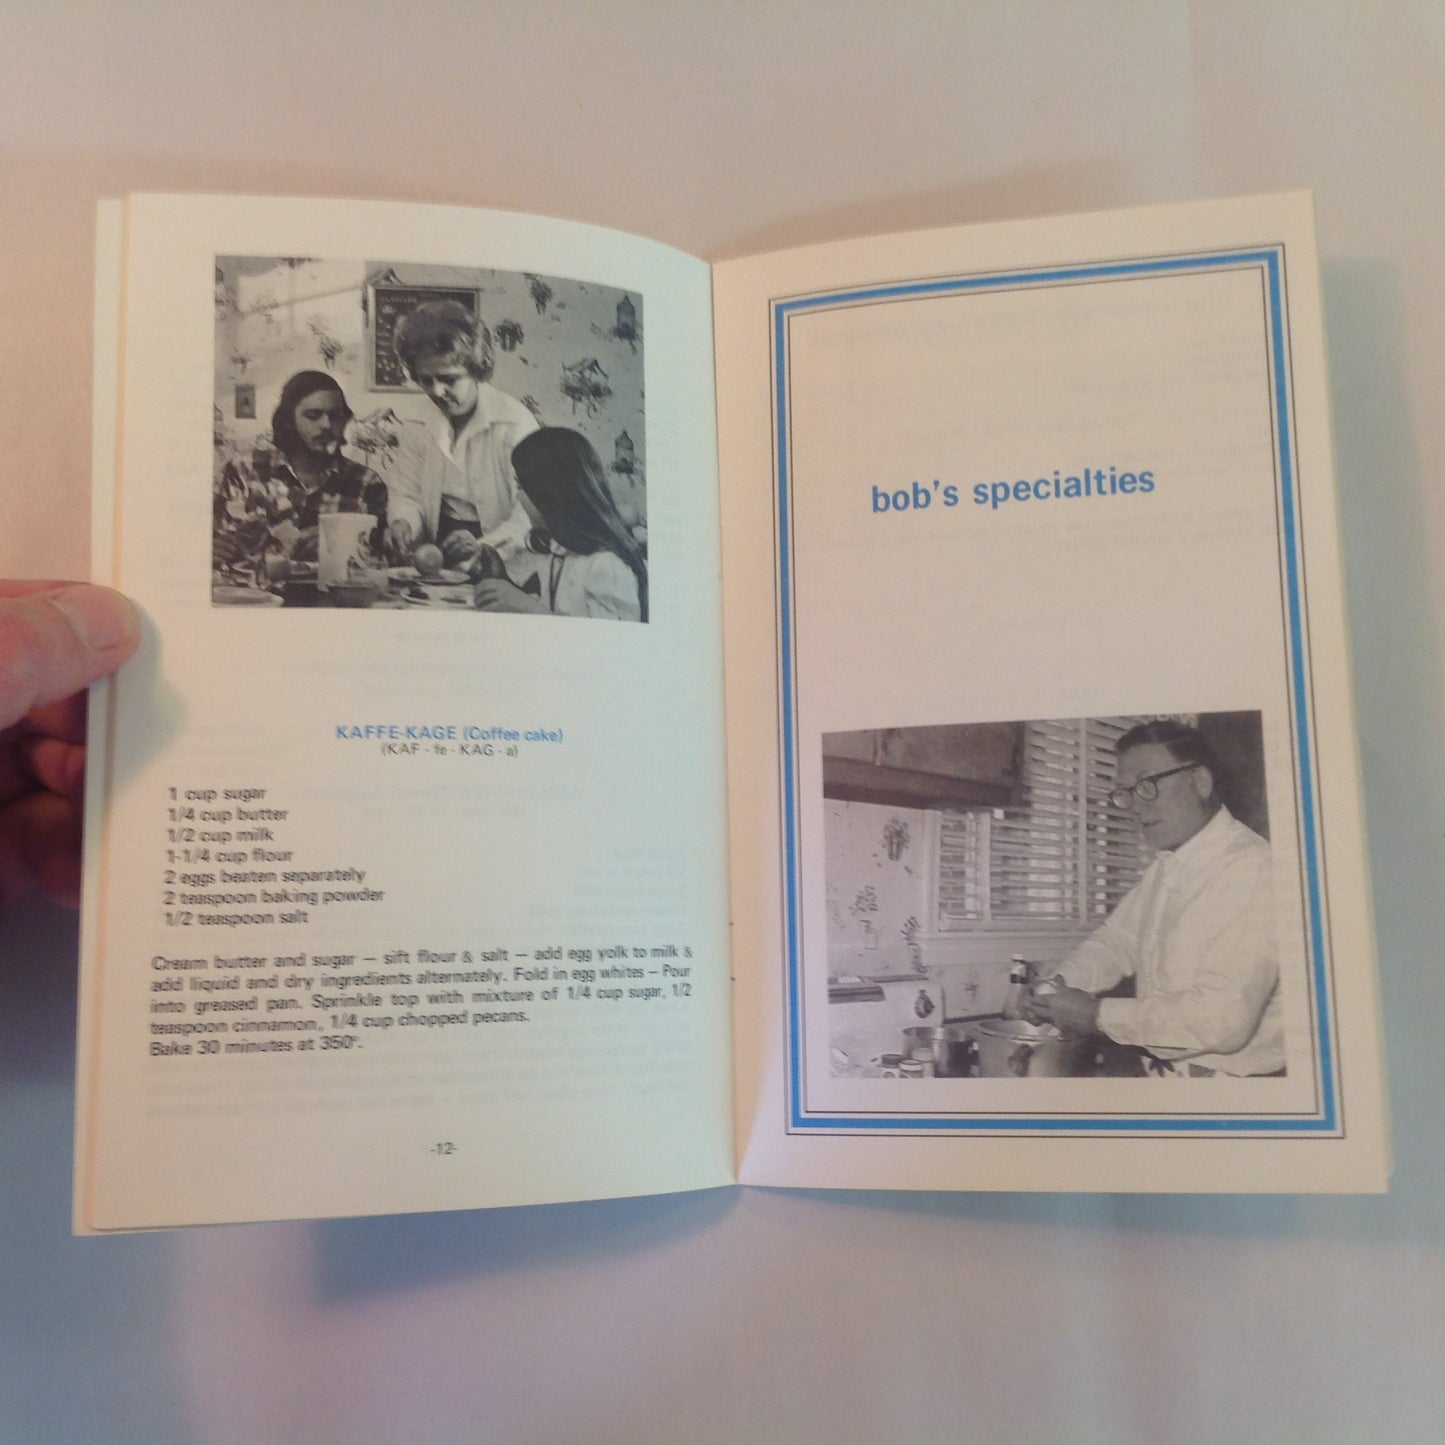 KAFFE-KAGE (Coffee cake)
(KAF - fe - KAG - a)
1 cup sugar
1/4 cup butter
1/2 cup milk
1-1/4 cup flour
2 eggs beaten separately
2 teaspoon baking powder
1/2 teaspoon salt
Cream butter and sugar — sift flour & salt — add egg yolk to milk &
add liquid and dry ingredients alternately. Fold in egg whites — Pour
into greased pan. Sprinkle top with mixture of 1/4 cup sugar, 1/2
teaspoon cinnamon,, 1/4 cup chopped pecans.
Bake 30 minutes at 350°.
-12-
bob's specialties